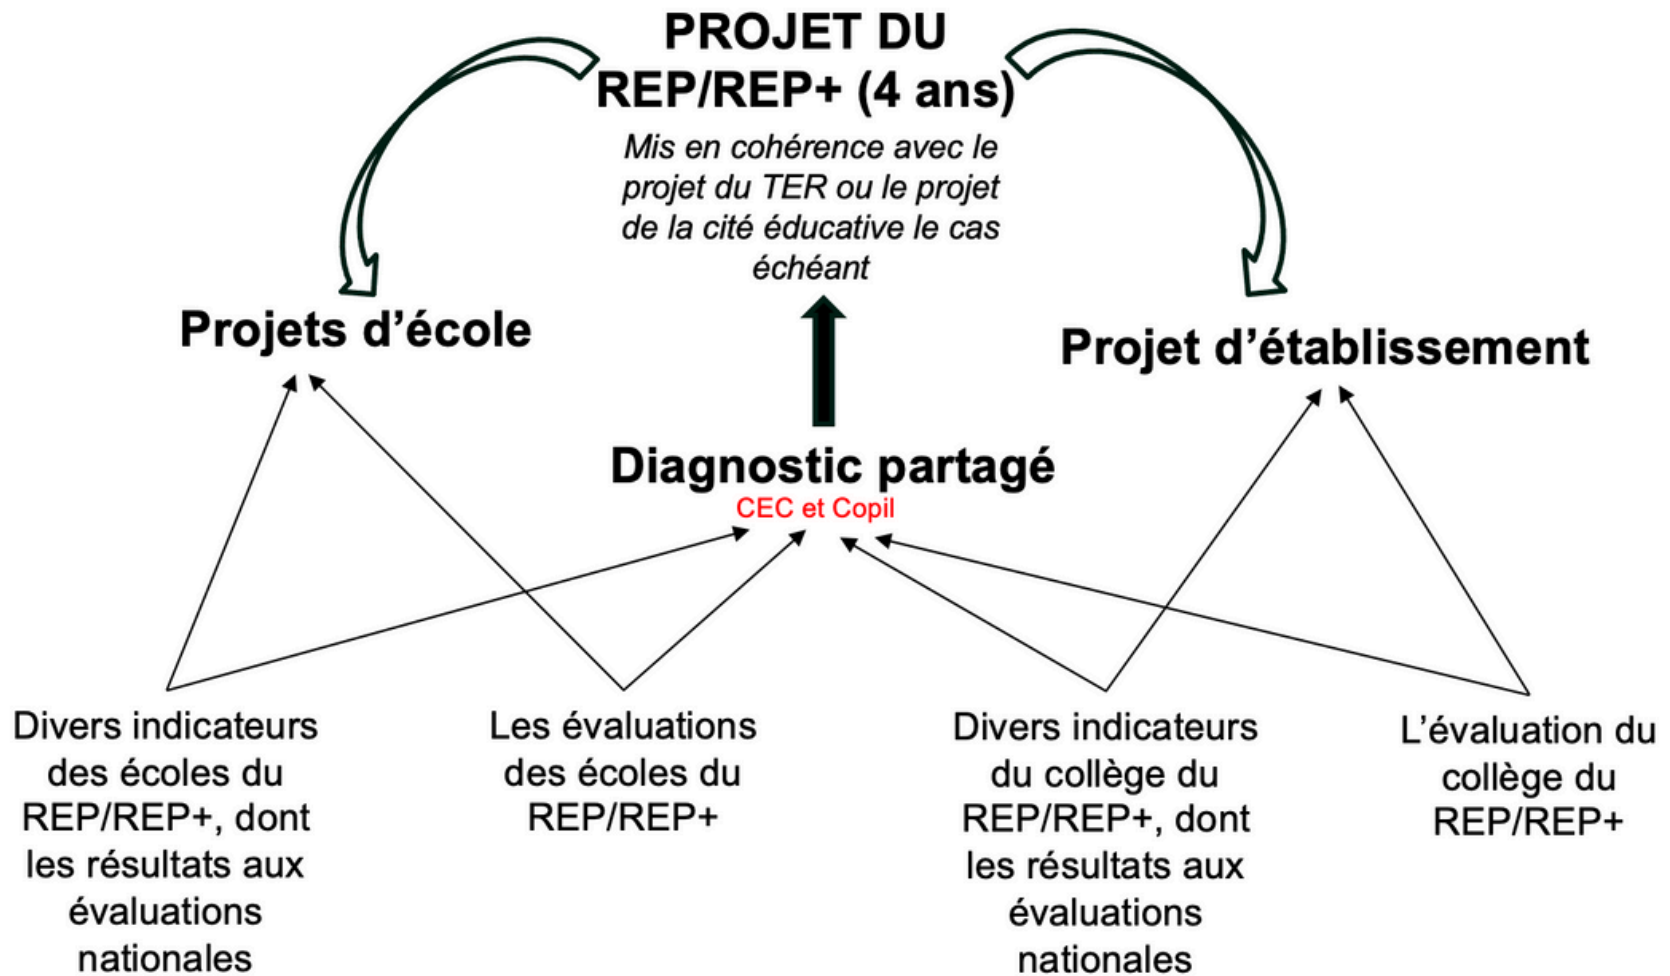 PROJET DU
REP/REP+ (4 ans)
Mis en cohérence avec le
projet du TER ou le projet
de la cité éducative le cas
échéant
Projets d’école
Projet d’établissement
Diagnostic partagé
CEC et Copil
Divers indicateurs
des écoles du
REP/REP+, dont
les résultats aux
évaluations
nationales
Les évaluations
des écoles du
REP/REP+
Divers indicateurs
du collège du
REP/REP+, dont
les résultats aux
évaluations
nationales
L’évaluation du
collège du
REP/REP+